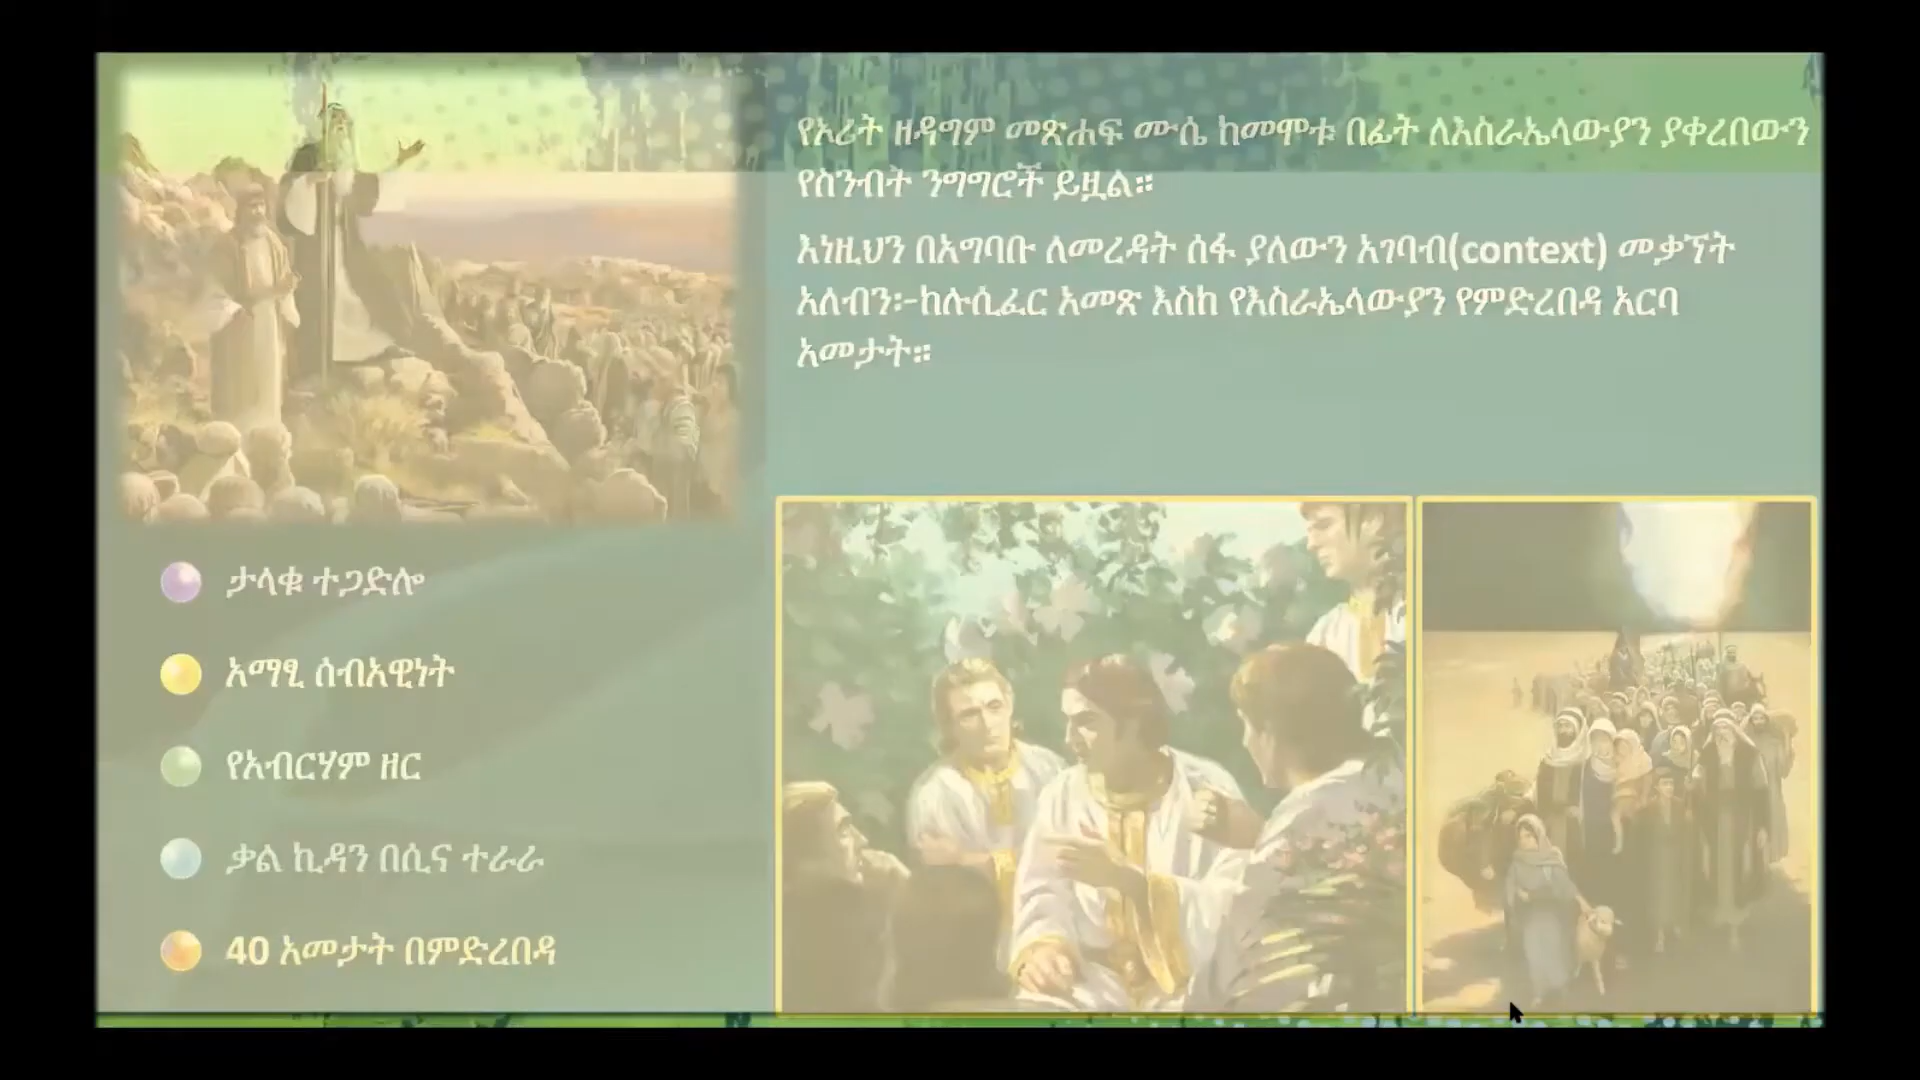 የኦሪት ዘዳግም መጽሐፍ ሙሴ ከመሞቱ በፊት ለእስራኤላውያን ያቀረበውን
የስንብት ንግግሮች ይዟል።
እነዚህን በአግባቡ ለመረዳት ሰፋ ያለውን አገባብ(context) መቃኘት
አለብን፡-ከሉሲፈር አመጽ እስከ የእስራኤላውያን የምድረበዳ አርባ
አመታት።
ታላቁ ተጋድሎ
አማፂ ሰብአዊነት
የአብርሃም ዘር
ቃል ኪዳን በሲና ተራራ
40 አመታት በምድረበዳ